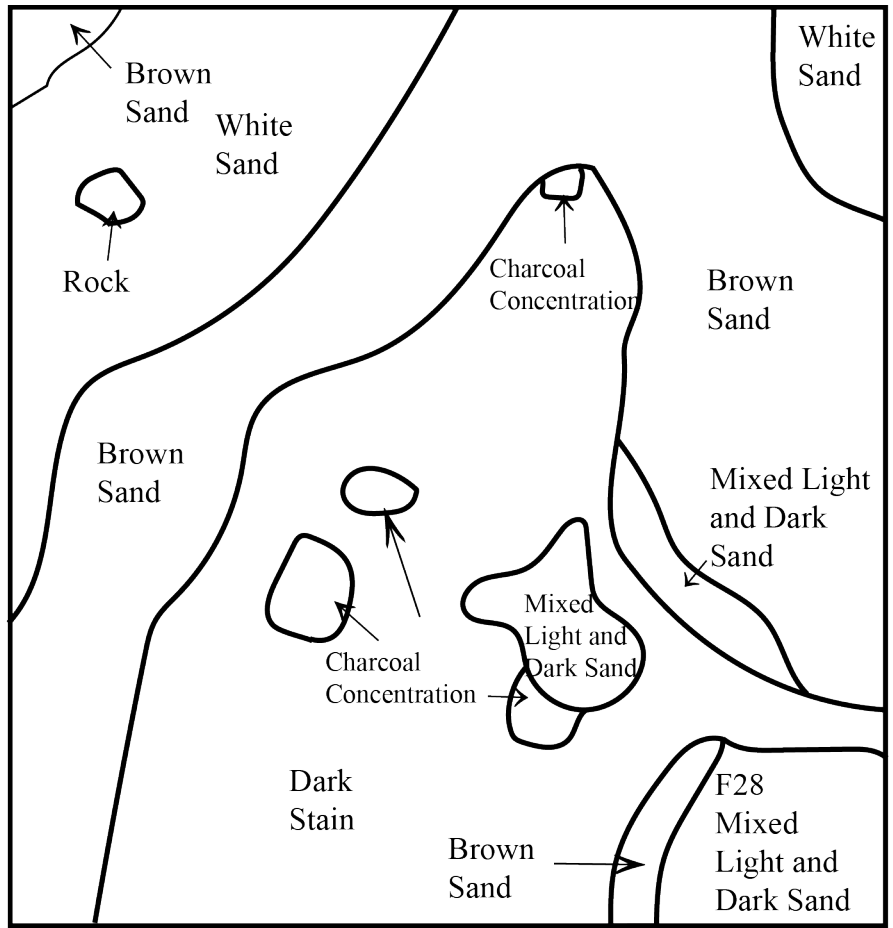 Brown
Sand
White
Sand
White
Sand
Rock
Charcoal
Concentration
Brown
Sand
Brown
Sand
Mixed Light
and Dark
Sand
Mixed
Light and
Dark Sand
Charcoal
Concentration
Dark
Stain
Brown
Sand
F28
Mixed
Light and
Dark Sand